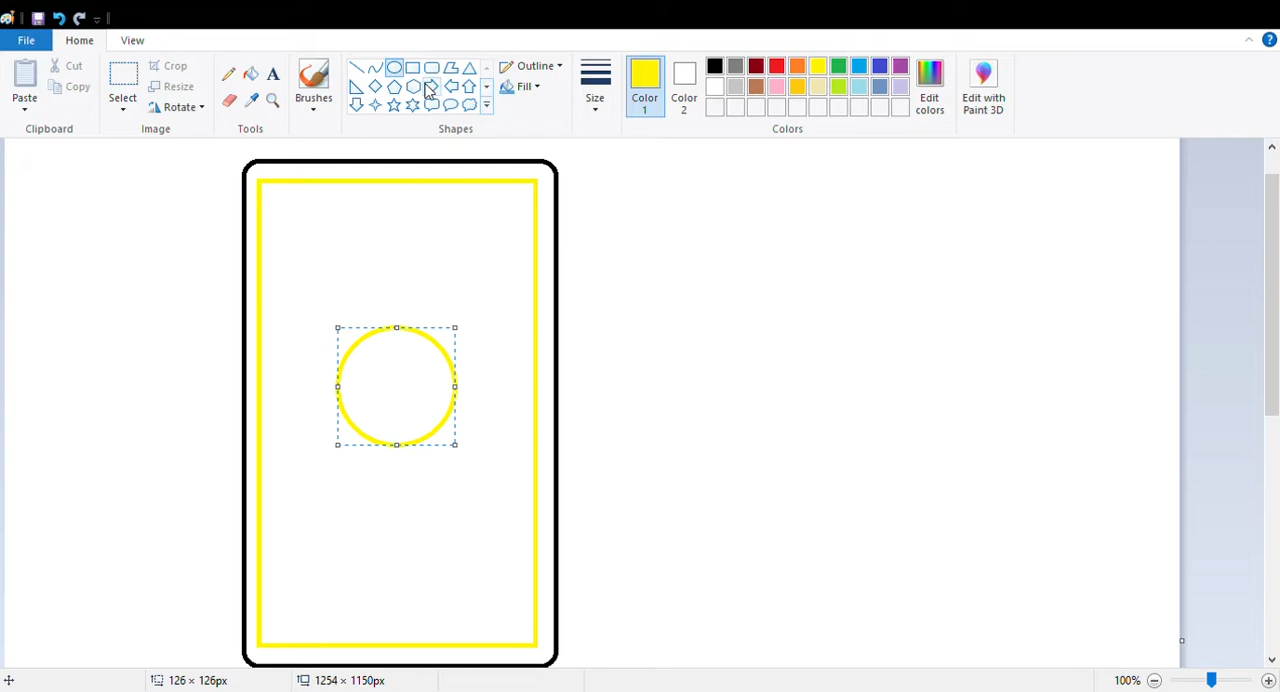 File Home View
Paste Cut Copy Clipboard
Select Crop Resize Rotate Image
Tools
Brushes
Outline Fill Shapes
Size
Color 1
Color 2
Edit colors
Colors
Edit with Paint 3D
126 × 126px 1254 × 1150px 100%